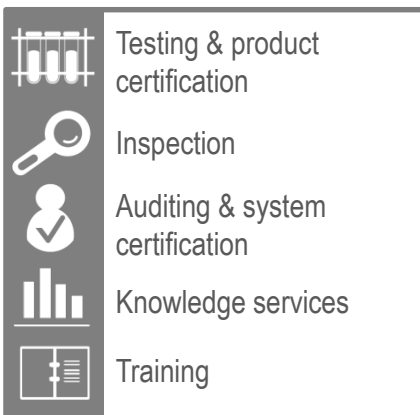 Testing & product
certification
Inspection
Auditing & system
certification
Knowledge services
Training